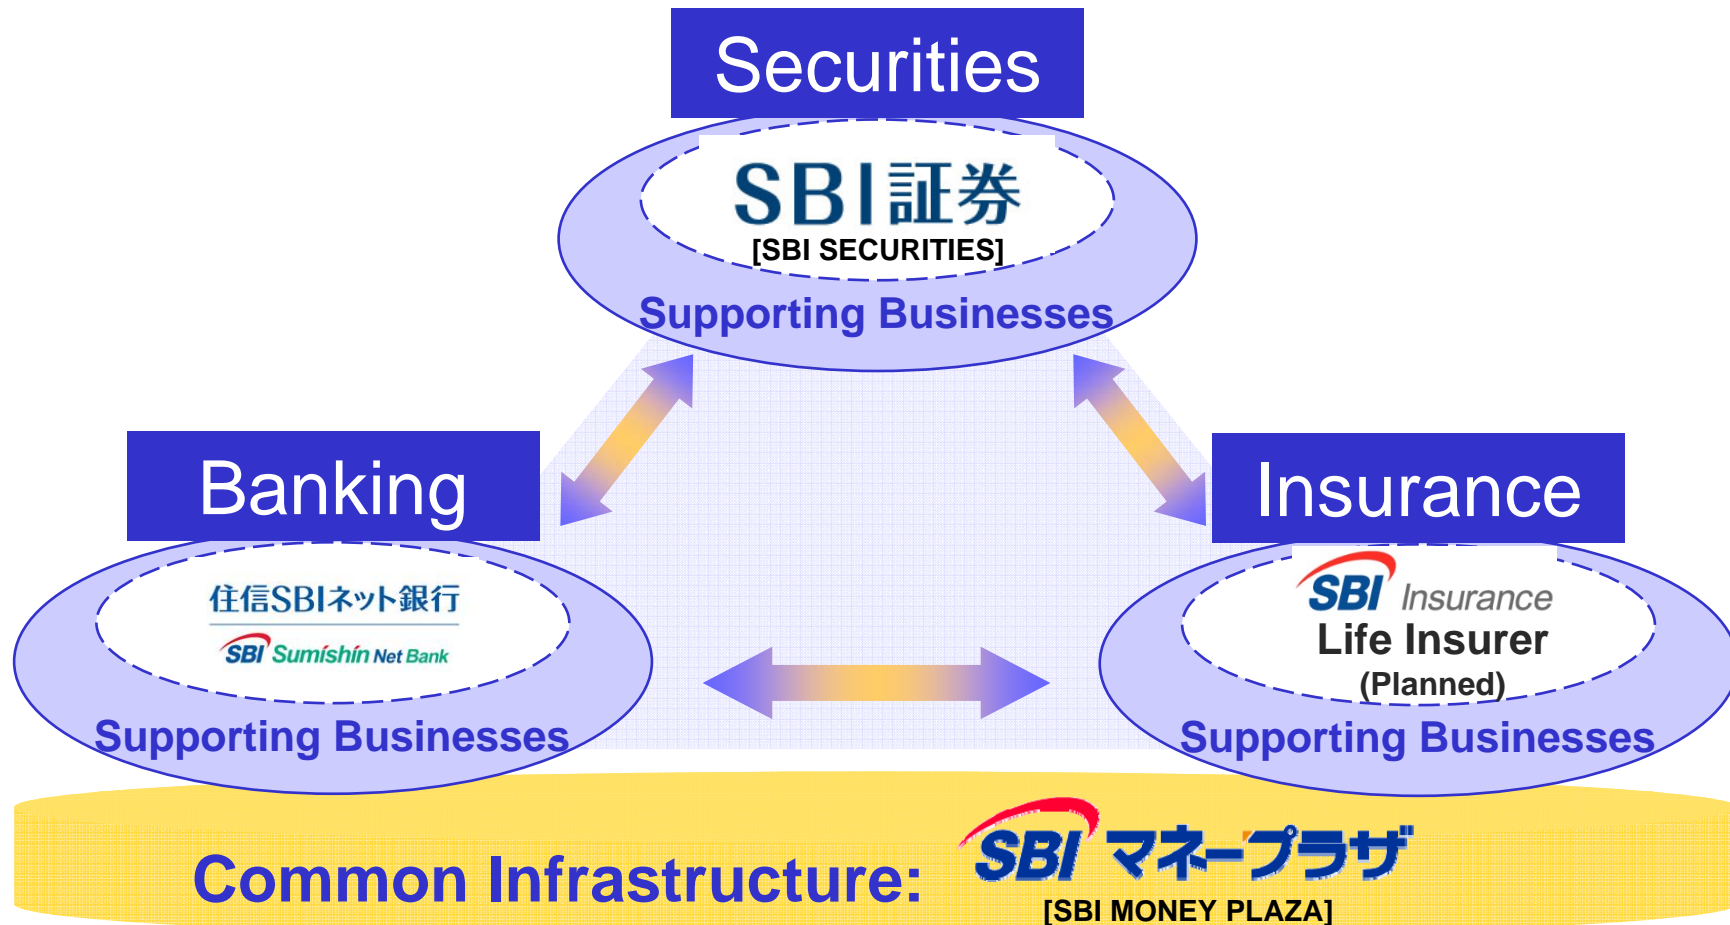 Securities
SBI証券
[SBI SECURITIES]
Supporting Businesses
Banking
住信SBIネット銀行
SBI Sumishin Net Bank
Supporting Businesses
Insurance
SBI Insurance
Life Insurer
(Planned)
Supporting Businesses
Common Infrastructure:
SBI マネープラザ
[SBI MONEY PLAZA]